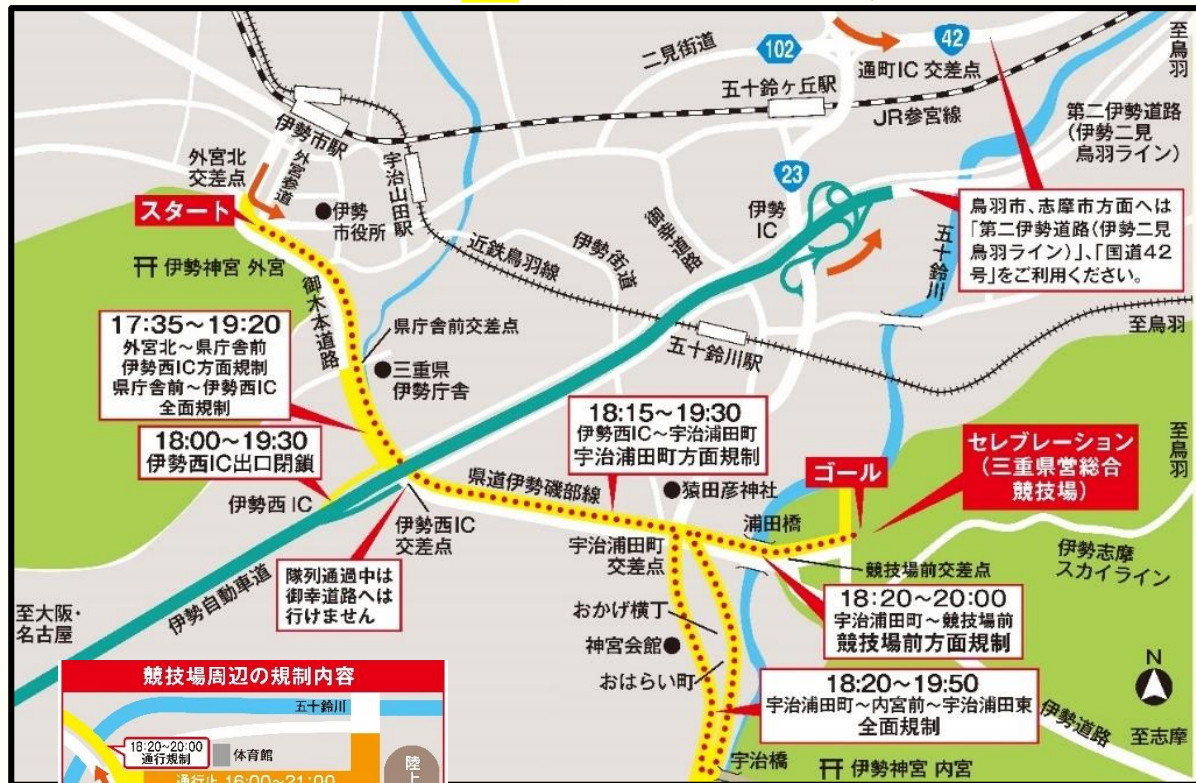 至鳥羽
102
42
二見街道
通町IC 交差点
五十鈴ヶ丘駅
JR参宮線
第二伊勢道路
(伊勢二見
鳥羽ライン)
伊勢市駅
外宮北
交差点
外宮参道
宇治山田駅
23
スタート
伊勢
市役所
伊勢
IC
御幸道路
伊勢街道
近鉄鳥羽線
五十鈴川
鳥羽市、志摩市方面へは
「第二伊勢道路(伊勢二見
鳥羽ライン)」、「国道42
号」をご利用ください。
伊勢神宮 外宮
御木本道路
県庁舎前交差点
至鳥羽
五十鈴川駅
17:35~19:20
外宮北~県庁舎前
伊勢西IC方面規制
県庁舎前~伊勢西IC
全面規制
三重県
伊勢庁舎
18:00~19:30
伊勢西IC出口閉鎖
18:15~19:30
伊勢西IC~宇治浦田町
宇治浦田町方面規制
セレブレーション
(三重県営総合
競技場)
至鳥羽
ゴール
県道伊勢磯部線
猿田彦神社
伊勢西 IC
伊勢西IC
交差点
浦田橋
宇治浦田町
交差点
競技場前交差点
伊勢志摩
スカイライン
隊列通過中は
御幸道路へは
行けません
伊勢自動車道
至大阪・
名古屋
18:20~20:00
宇治浦田町~競技場前
競技場前方面規制
おかげ横丁
神宮会館
おはらい町
N
18:20~19:50
宇治浦田町~内宮前~宇治浦田東
全面規制
伊勢道路
至志摩
宇治橋
伊勢神宮 内宮
競技場周辺の規制内容
五十鈴川
18:20~20:00
通行規制
体育館
通行止 16:00~21:00
陸上